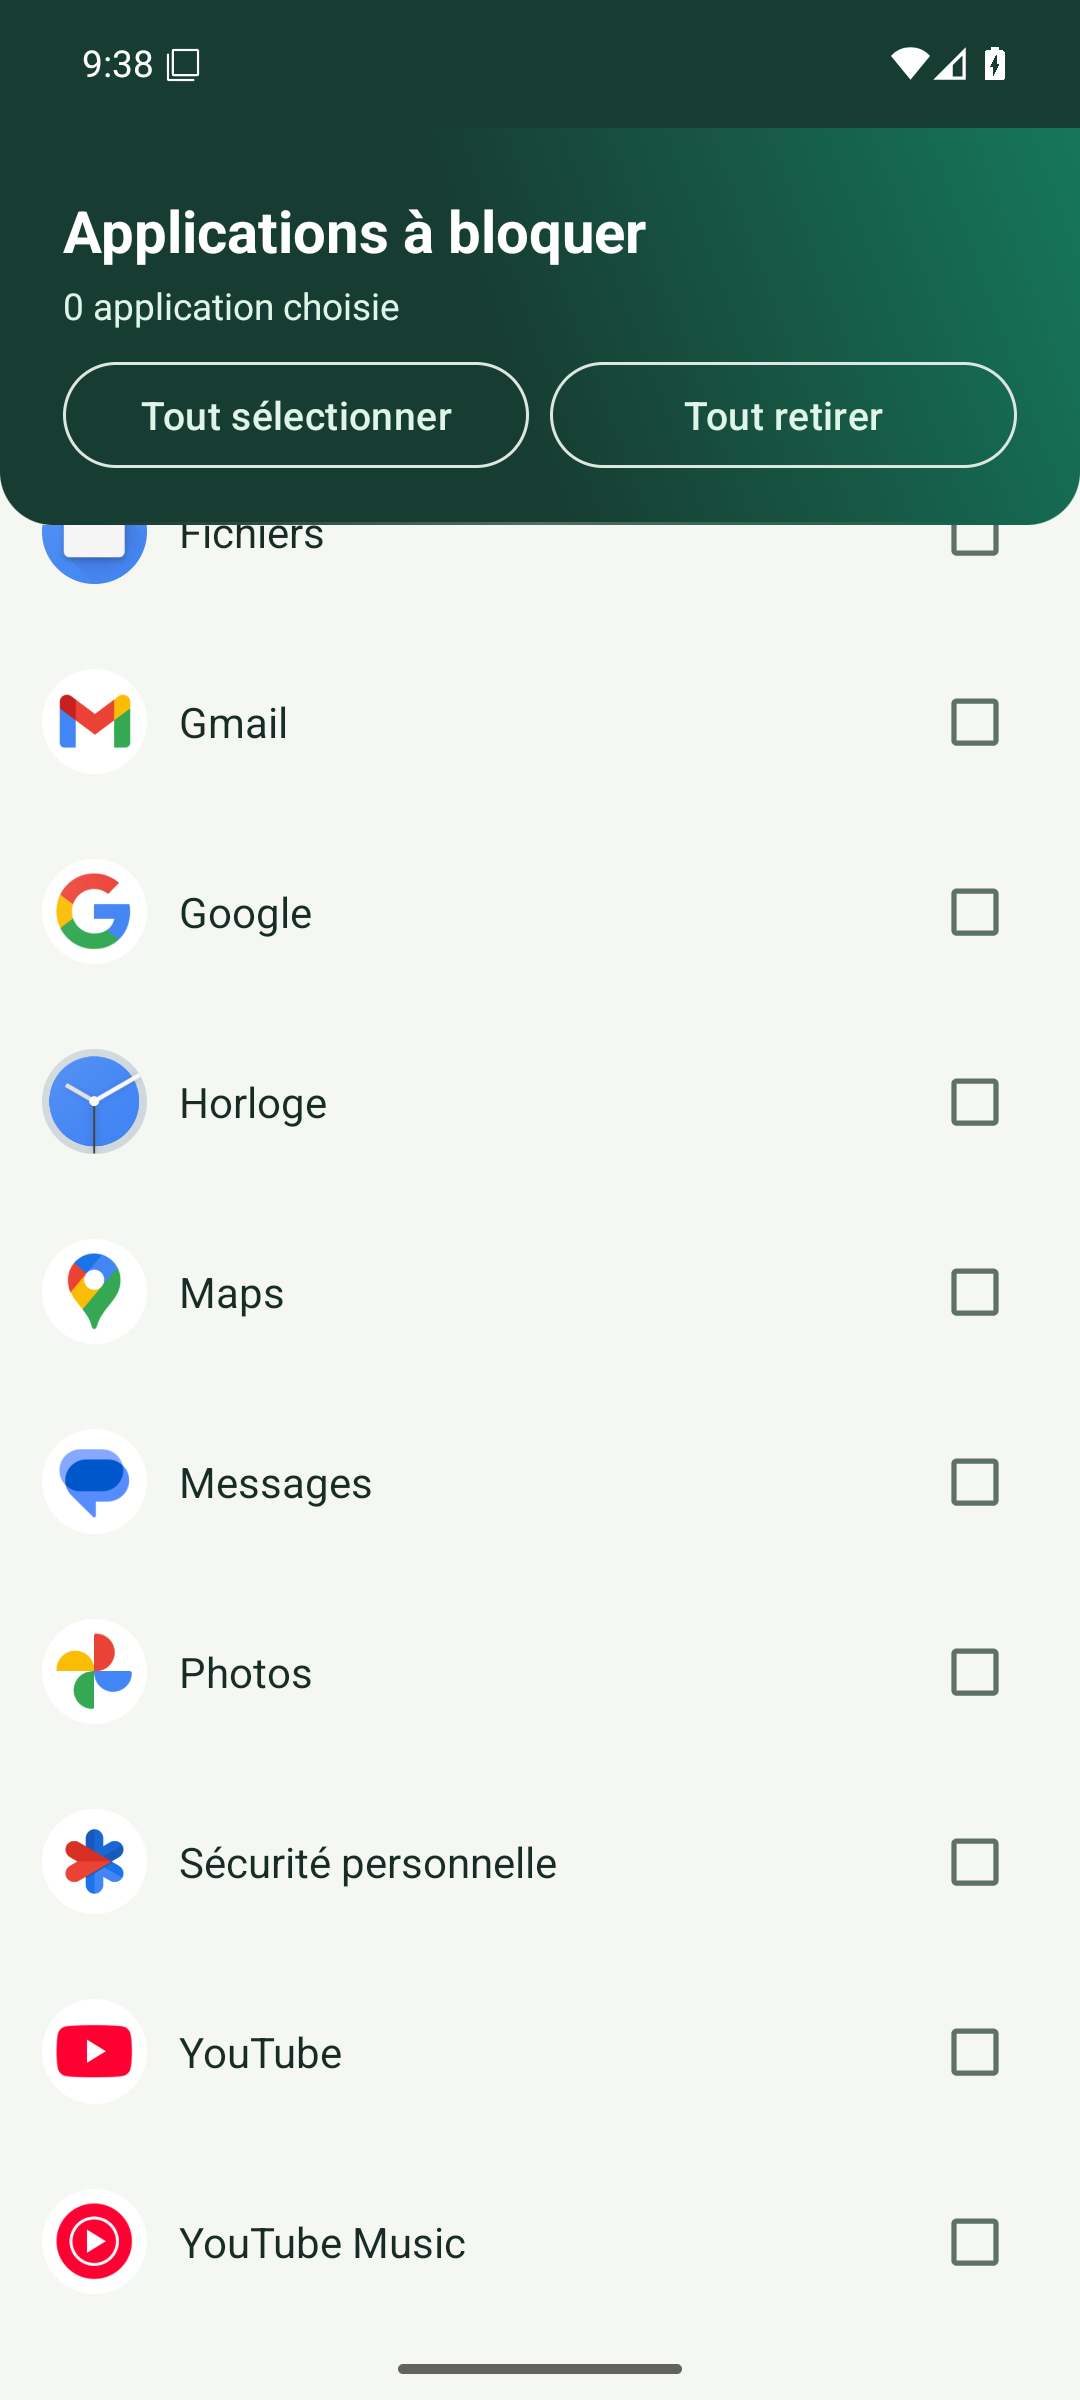 9:38
Applications à bloquer
0 application choisie
Tout sélectionner
Tout retirer
Fichiers
Gmail
Google
Horloge
Maps
Messages
Photos
Sécurité personnelle
YouTube
YouTube Music